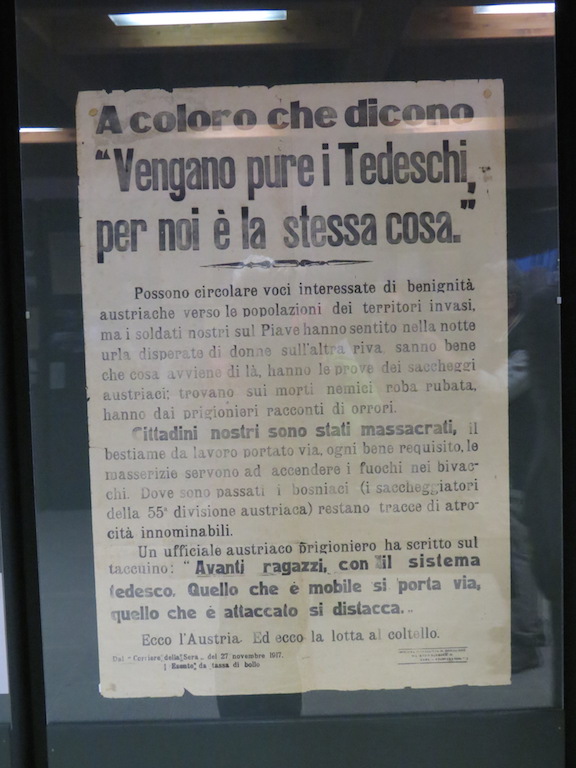 A coloro che dicono
"Vengano pure i Tedeschi,
per noi è la stessa cosa."
Possono circolare voci interessate di benignità
austriache verso le popolazioni dei territori invasi,
ma i soldati nostri sul Piave hanno sentito nella notte
urla disperate di donne sull'altra riva, sanno bene
che cosa avviene di là, hanno le prove dei saccheggi
austriaci; trovano sui morti nemici roba rubata,
hanno dai prigionieri racconti di orrori.
Cittadini nostri sono stati massacrati, il
bestiame da lavoro portato via, ogni bene requisito, le
masserizie servono ad accendere i fuochi nei bivac-
chi. Dove sono passati i bosniaci (i saccheggiatori
della 55ª divisione austriaca) restano tracce di atro-
cità innominabili.
Un ufficiale austriaco prigioniero ha scritto sul
taccuino: "Avanti ragazzi, con il sistema
tedesco. Quello che è mobile si porta via,
quello che è attaccato si distacca.„
Ecco l'Austria. Ed ecco la lotta al coltello.
Dal "Corriere della Sera„ del 27 novembre 1917.
Esente da tassa di bollo